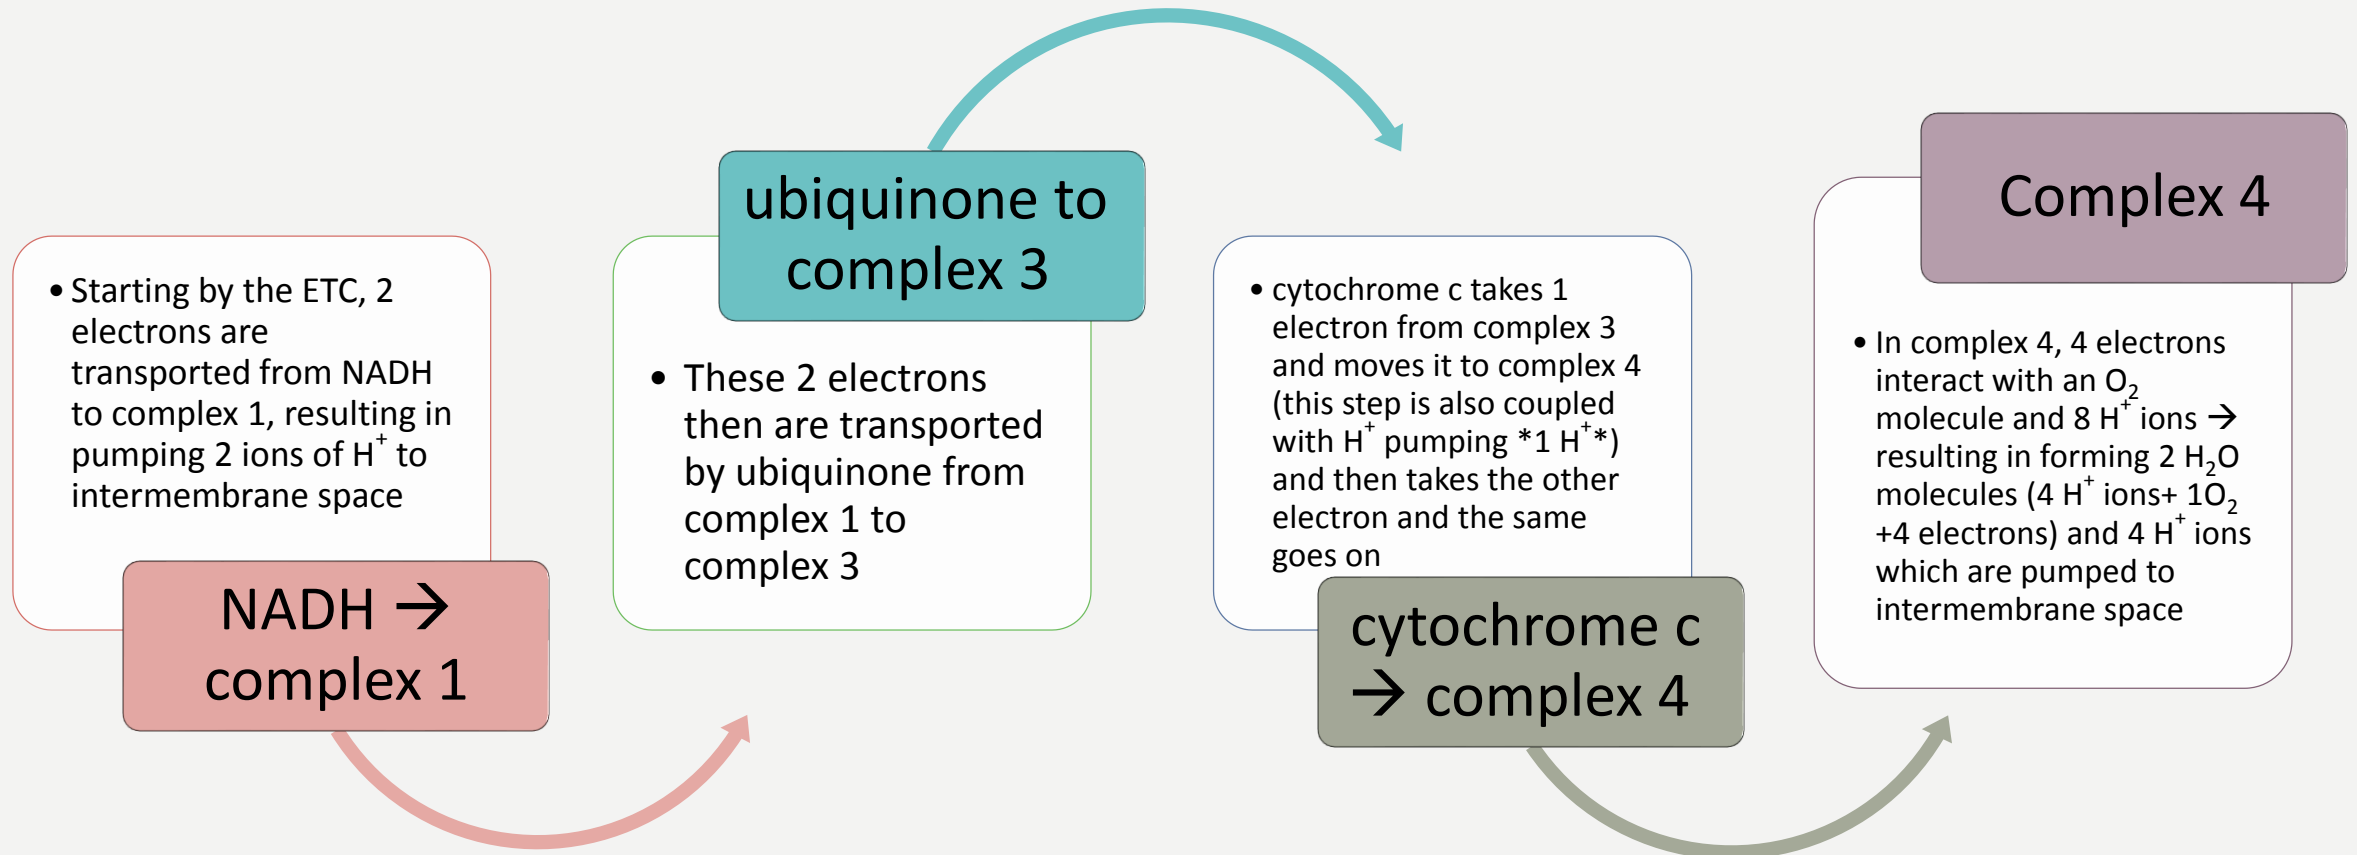 • Starting by the ETC, 2
electrons are
transported from NADH
to complex 1, resulting in
pumping 2 ions of H⁺ to
intermembrane space
NADH →
complex 1
ubiquinone to
complex 3
• These 2 electrons
then are transported
by ubiquinone from
complex 1 to
complex 3
• cytochrome c takes 1
electron from complex 3
and moves it to complex 4
(this step is also coupled
with H⁺ pumping *1 H⁺*)
and then takes the other
electron and the same
goes on
cytochrome c
→ complex 4
Complex 4
• In complex 4, 4 electrons
interact with an O₂
molecule and 8 H⁺ ions →
resulting in forming 2 H₂O
molecules (4 H⁺ ions+ 1O₂
+4 electrons) and 4 H⁺ ions
which are pumped to
intermembrane space